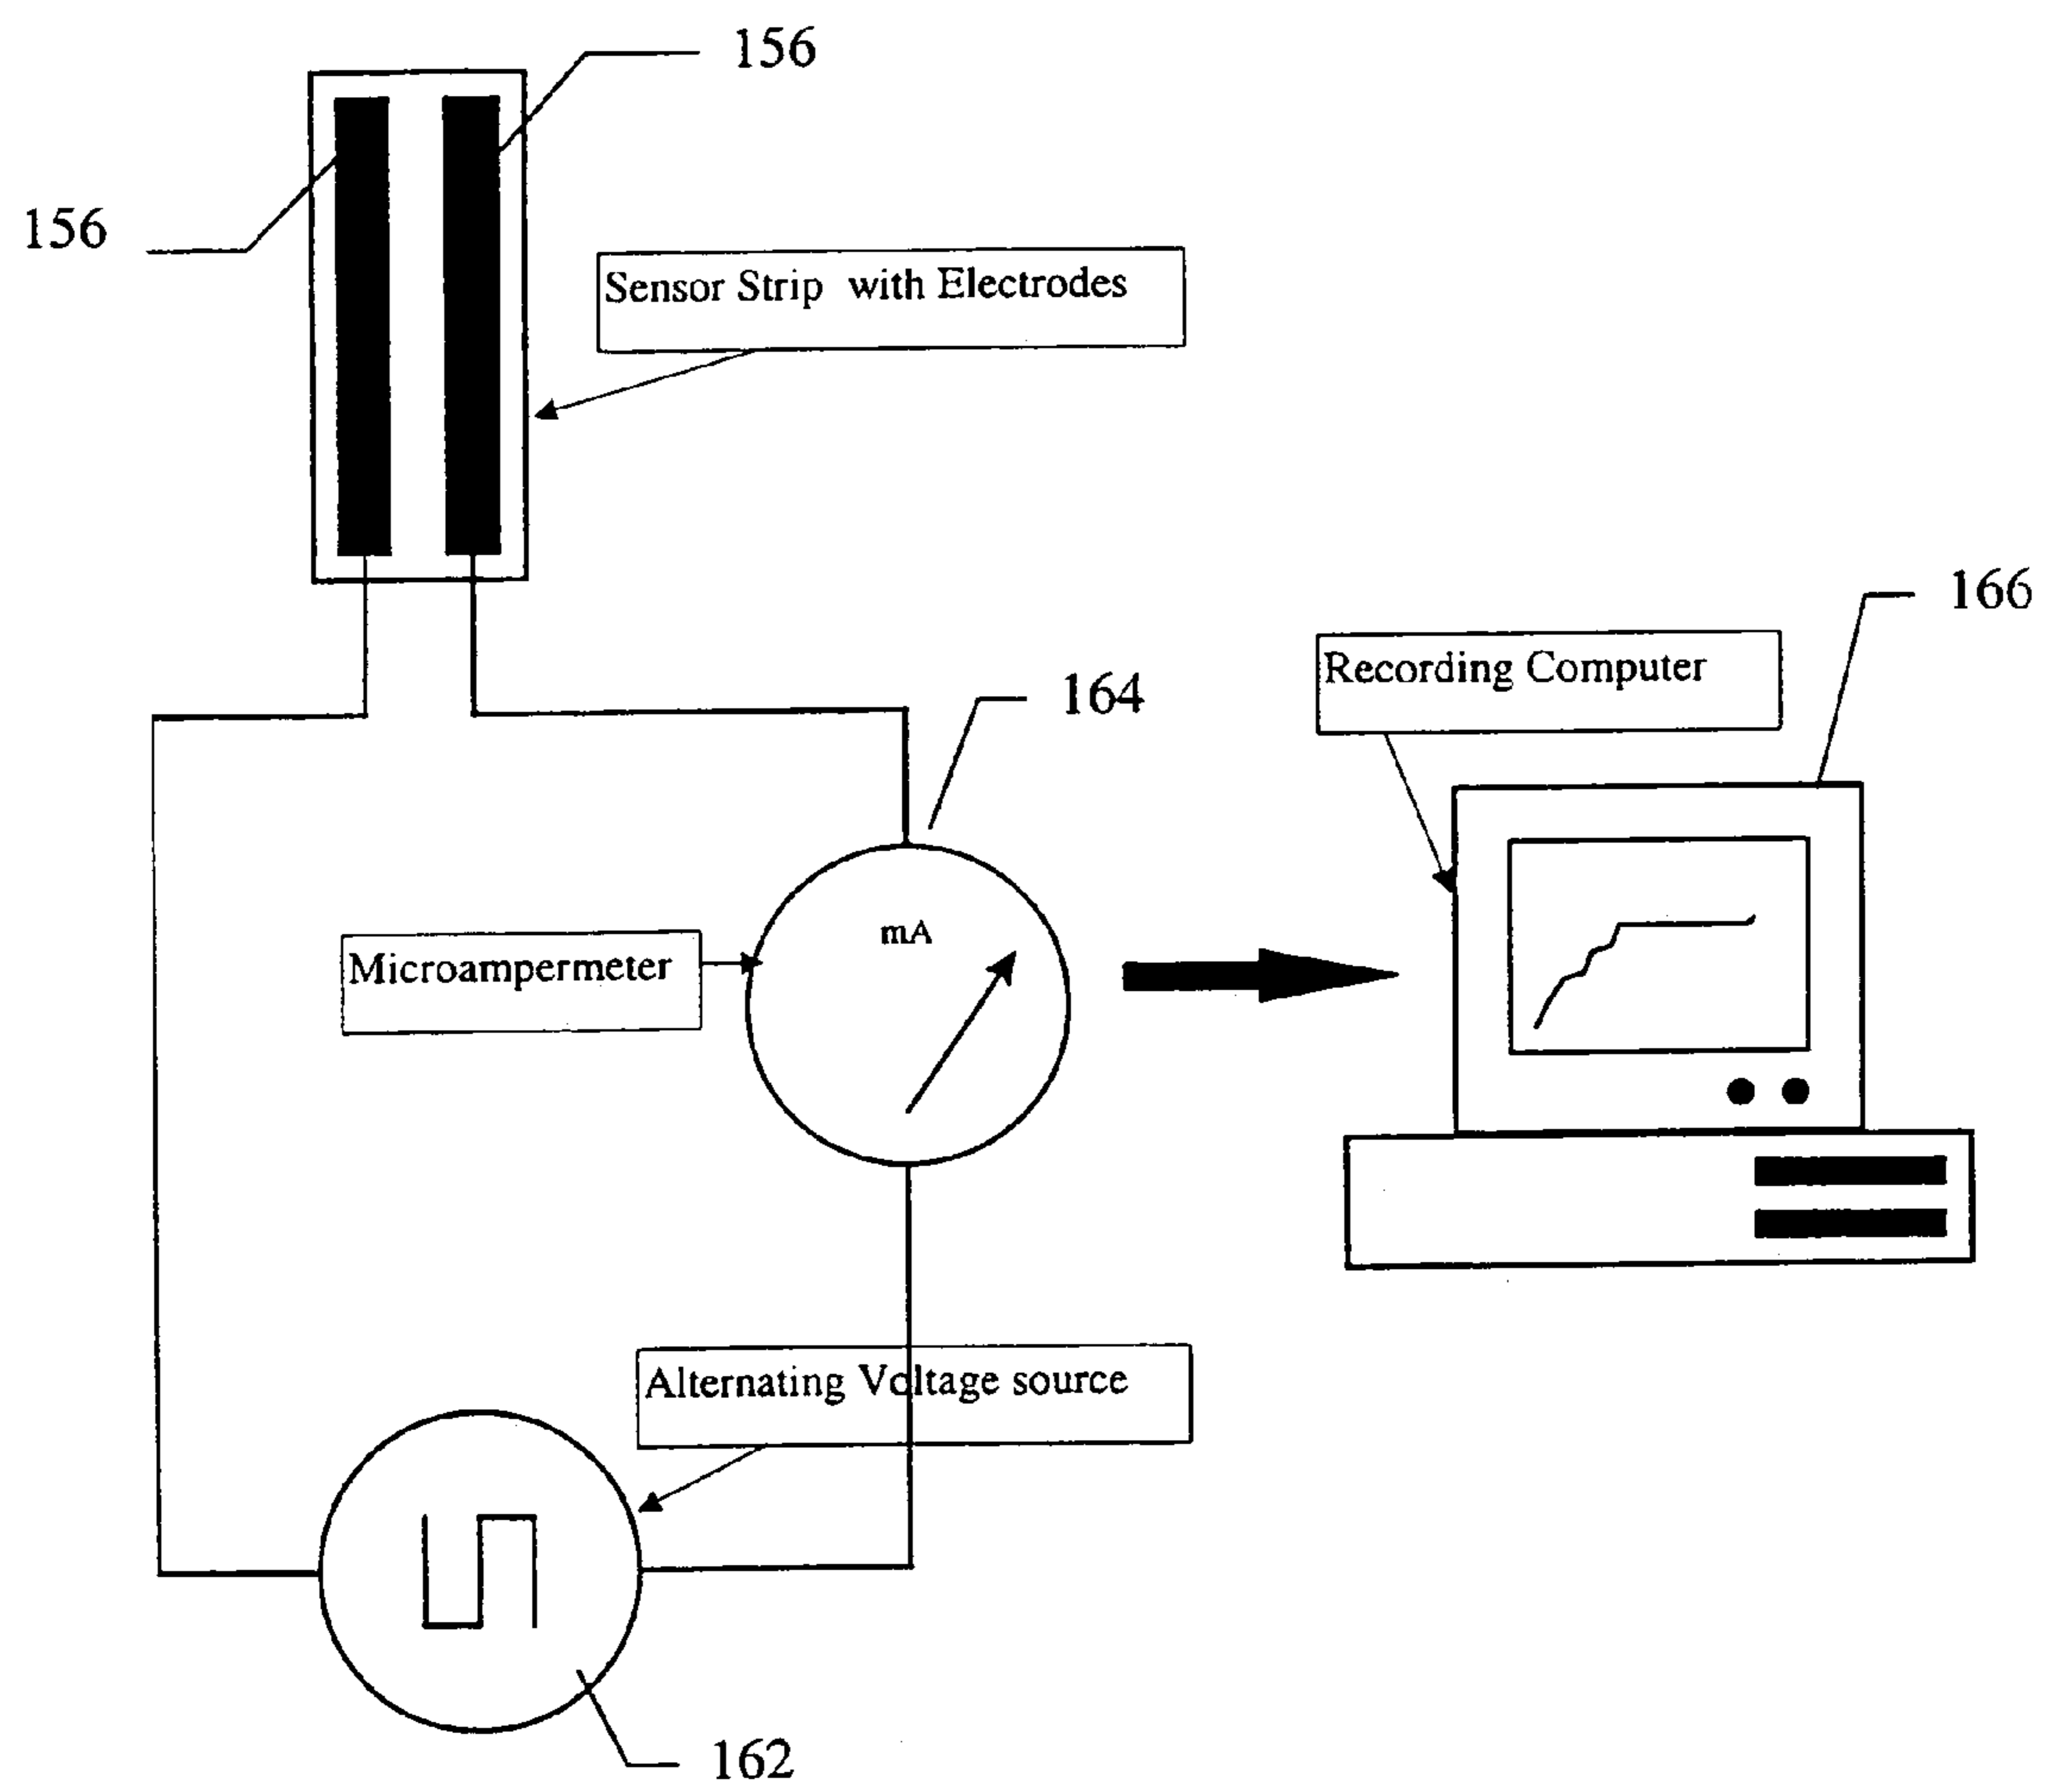 156
156
Sensor Strip with Electrodes
166
Recording Computer
164
mA
Microampermeter
Alternating Voltage source
162